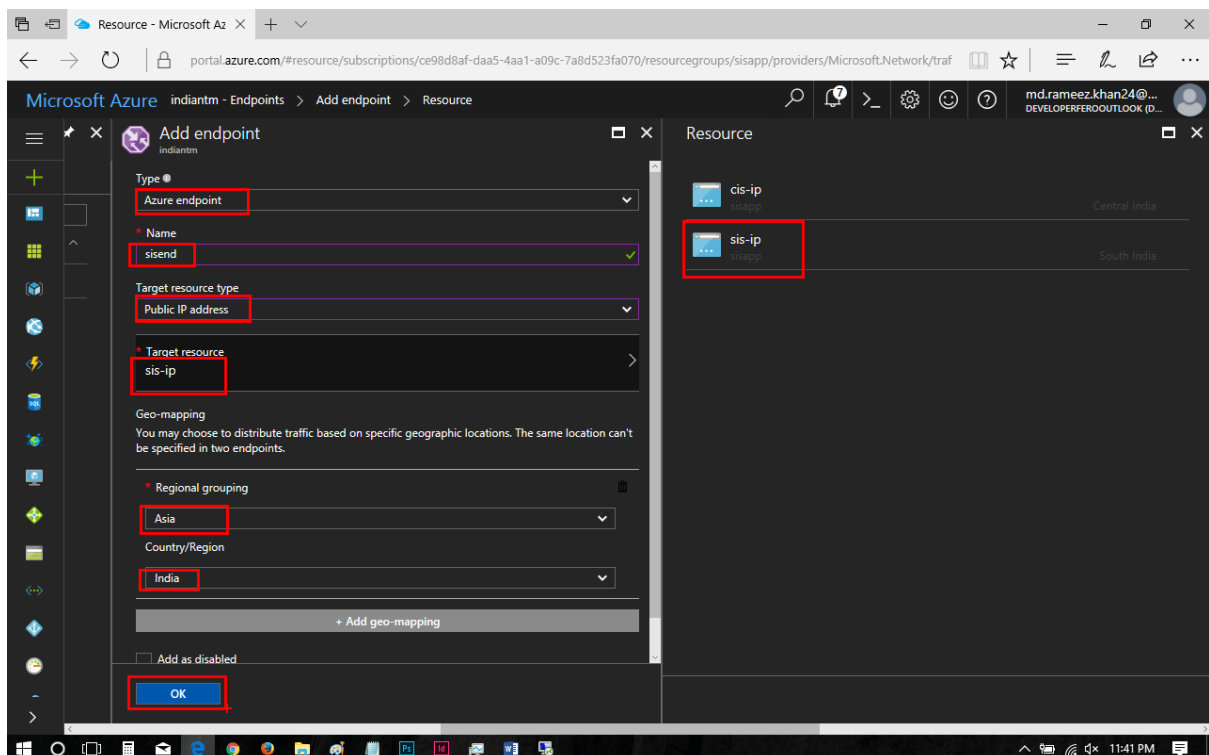 Resource - Microsoft Az
portal.azure.com/#resource/subscriptions/ce98d8af-daa5-4aa1-a09c-7a8d523fa070/resourcegroups/sisapp/providers/Microsoft.Network/traf
Microsoft Azure indiantm - Endpoints > Add endpoint > Resource
md.rameez.khan24@...
DEVELOPERFEROOUTLOOK (D...
Add endpoint
indiantm
Type
Azure endpoint
* Name
sisend
Target resource type
Public IP address
* Target resource
sis-ip
Geo-mapping
You may choose to distribute traffic based on specific geographic locations. The same location can't
be specified in two endpoints.
* Regional grouping
Asia
Country/Region
India
+ Add geo-mapping
Add as disabled
OK
Resource
cis-ip
sisapp
Central India
sis-ip
sisapp
South India
SQL
Ps
Id
11:41 PM